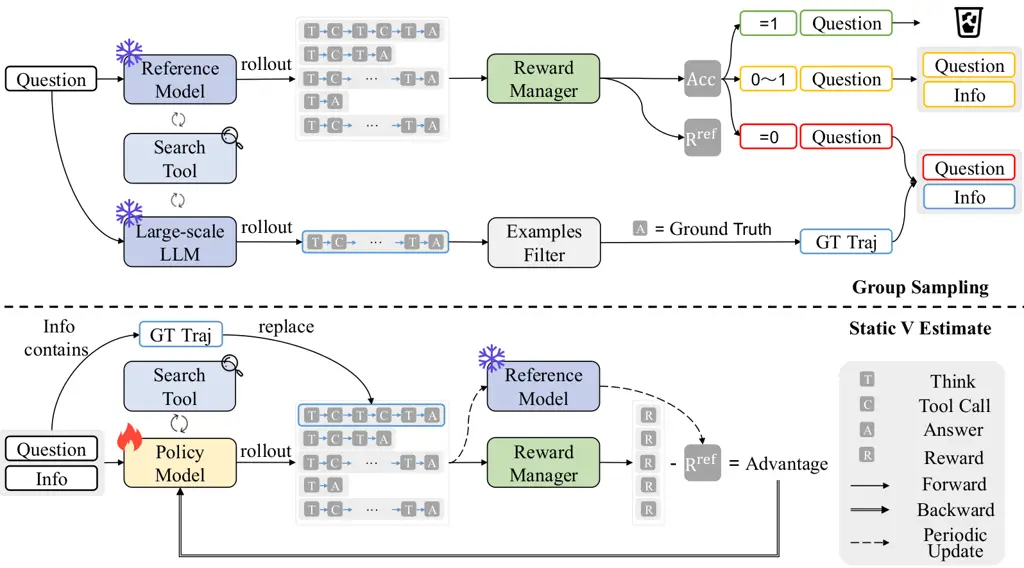 Question
Reference
Model
rollout
T C T C T A
T C T A
T C ... T A
T A
T C ... T A
Reward
Manager
Acc
R^ref
=1 Question
0～1 Question
=0 Question
Question
Info
Question
Info
Search
Tool
Large-scale
LLM
rollout
T C ... T A
Examples
Filter
A = Ground Truth
GT Traj
Group Sampling
Static V Estimate
Info
contains
GT Traj
replace
Search
Tool
Question
Info
Policy
Model
rollout
T C T C T A
T C T A
T C ... T A
T A
T C ... T A
Reference
Model
Reward
Manager
R
R
R
R
R
- R^ref = Advantage
T Think
C Tool Call
A Answer
R Reward
Forward
Backward
Periodic
Update